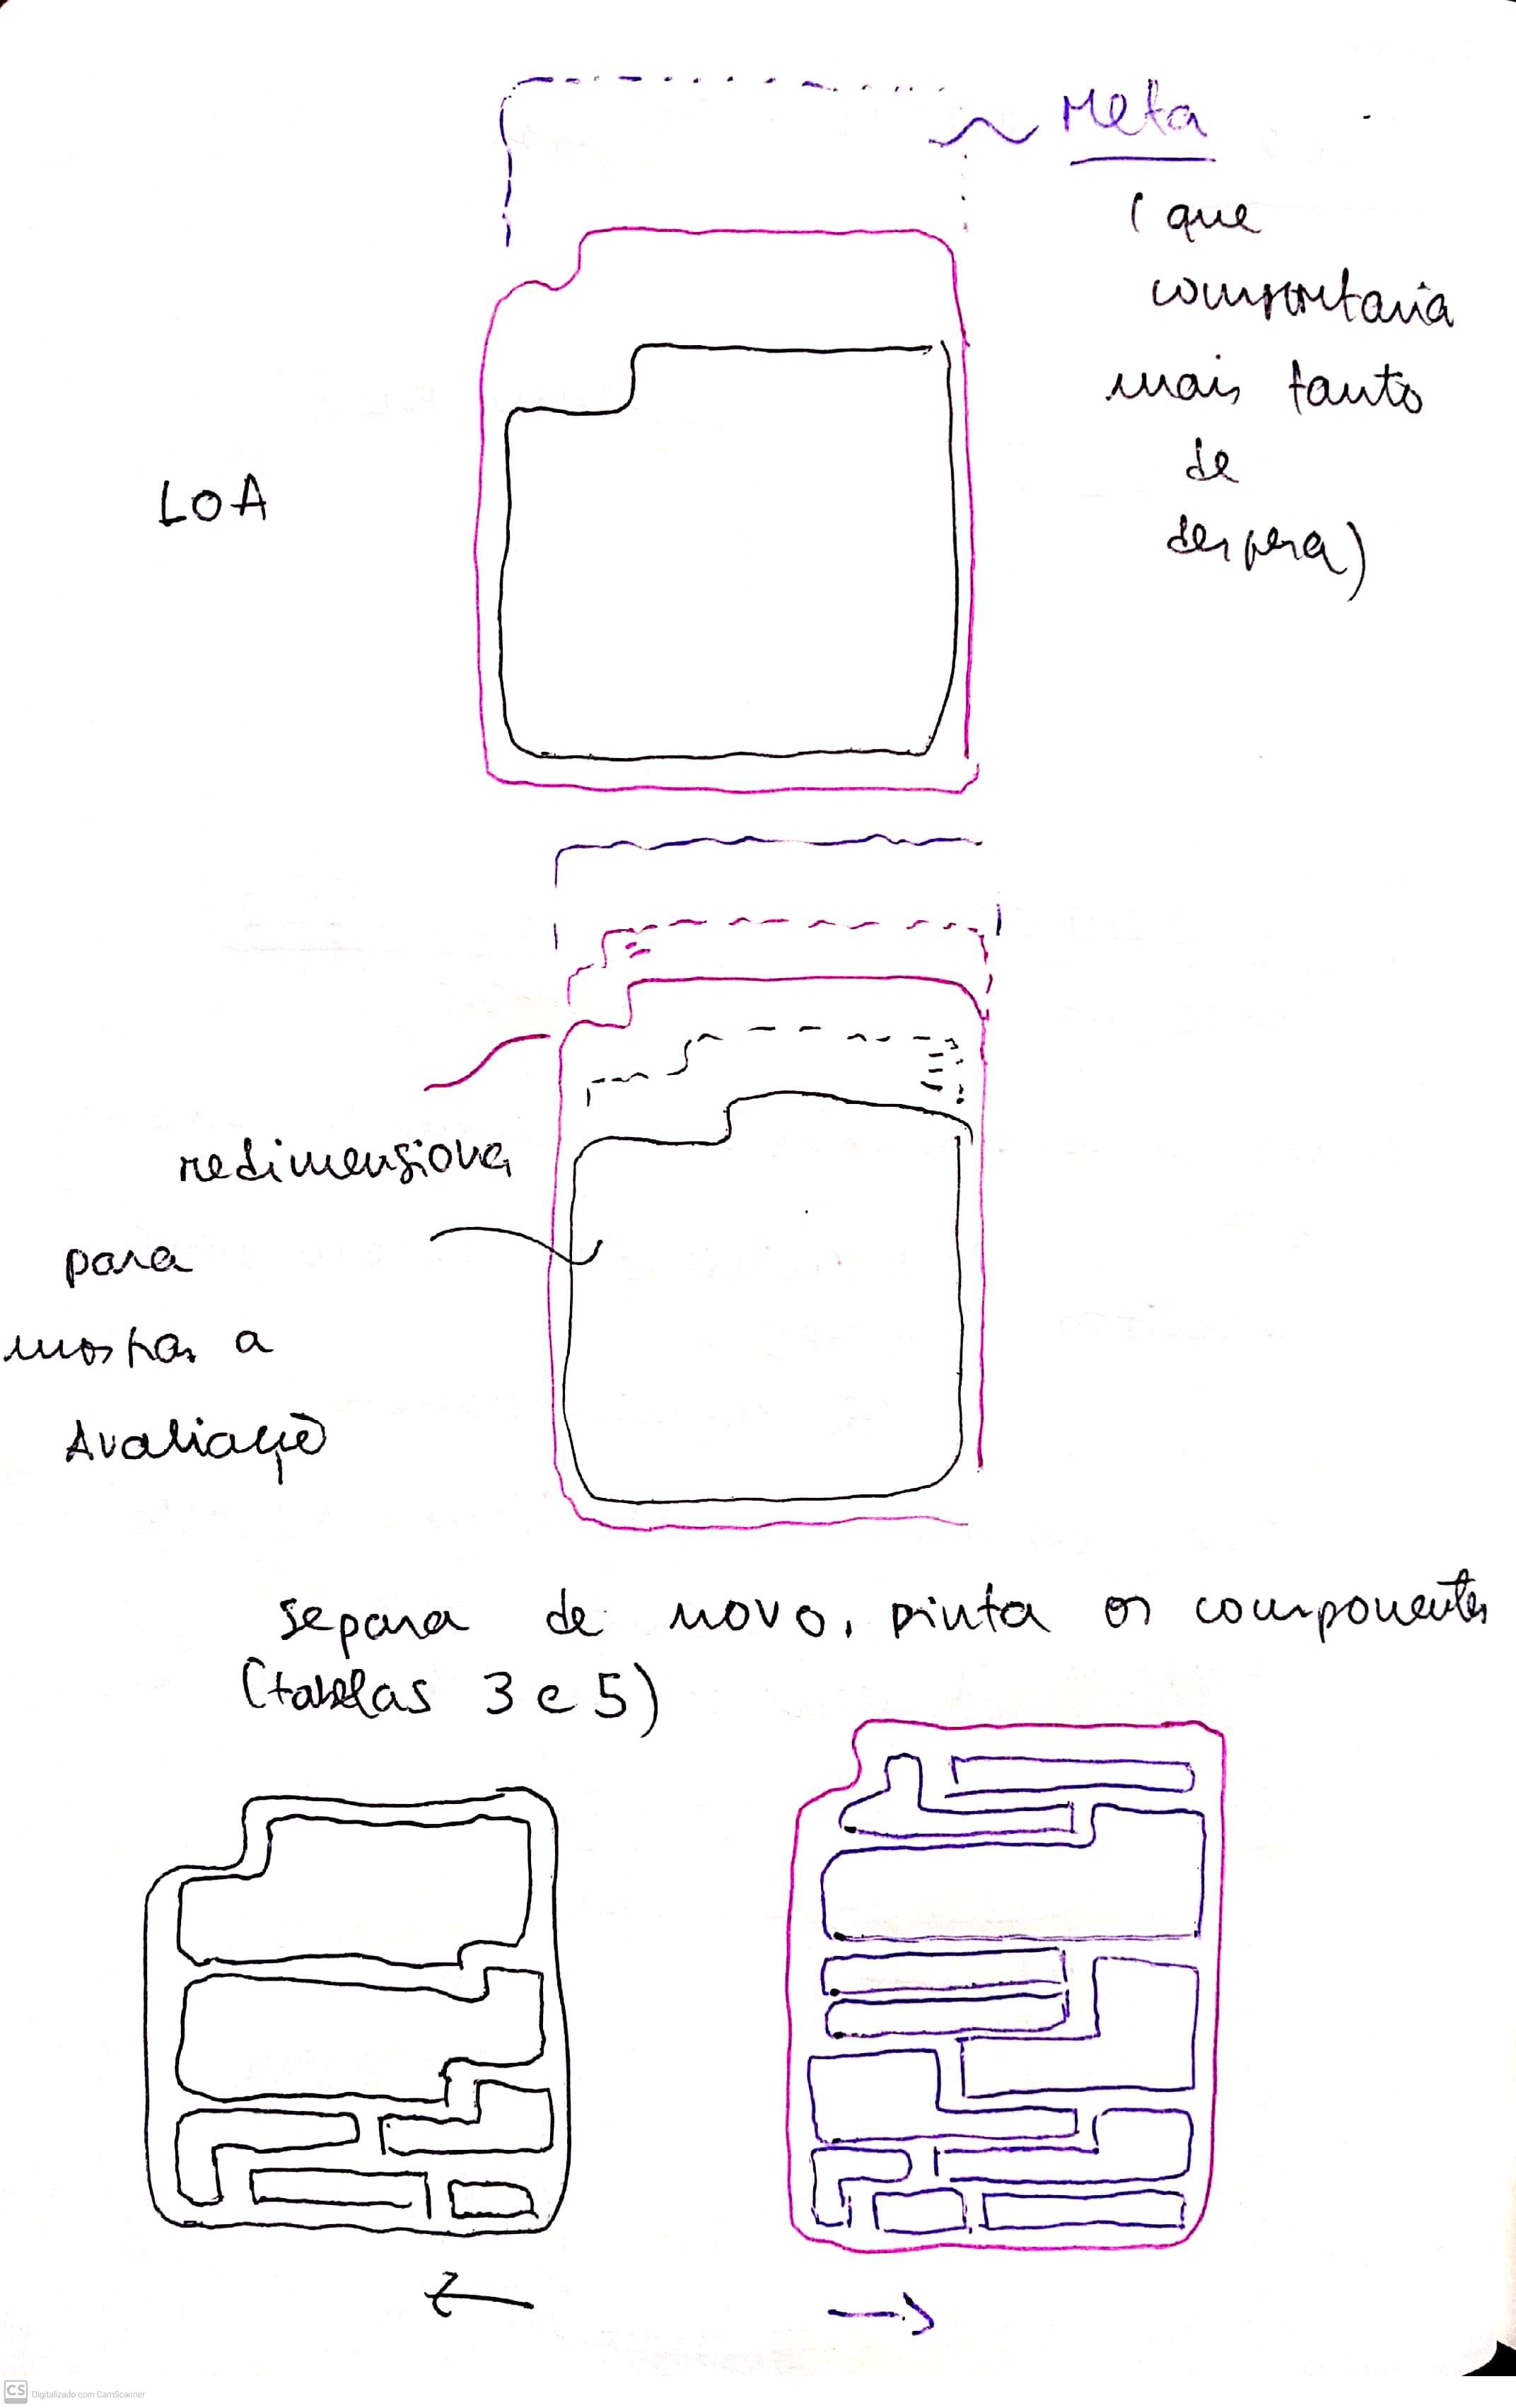 Meta
(que
comportaria
mais tanto
de
despesa)
LOA
redimensiona
para
mostrar a
Avaliação
separa de novo, pinta os componentes
(tabelas 3 e 5)
CS Digitalizado com CamScanner